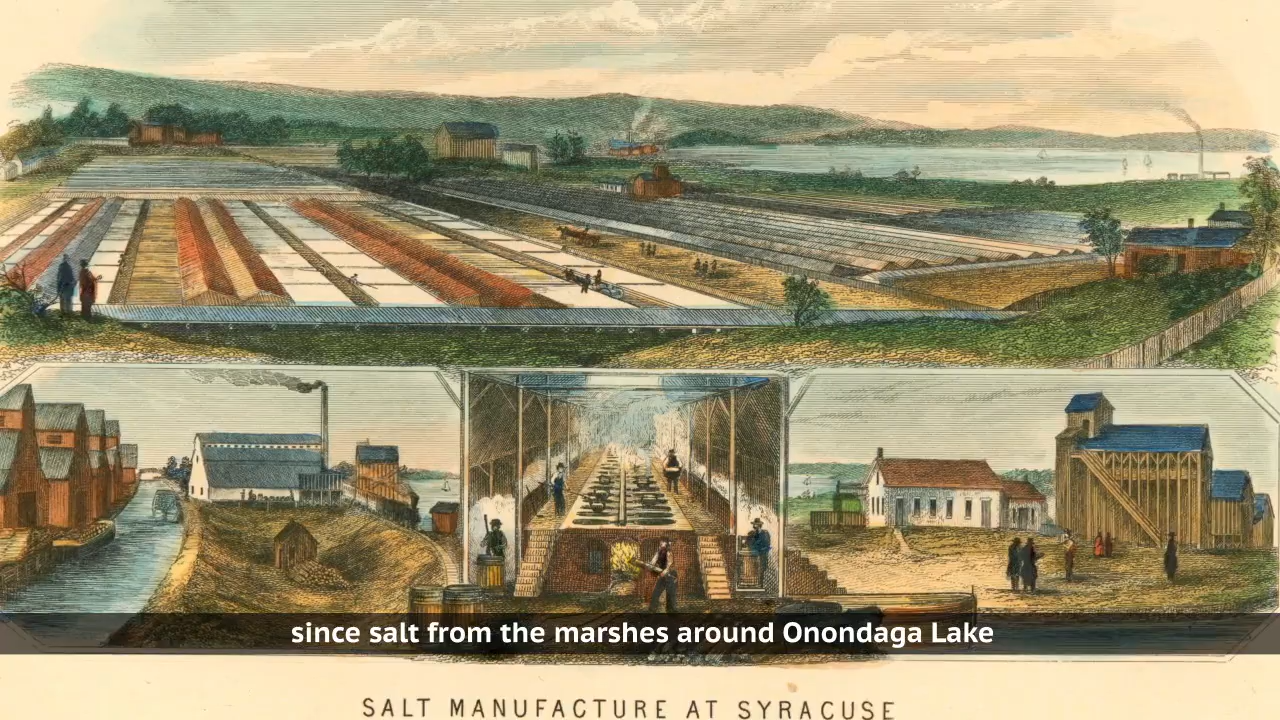 since salt from the marshes around Onondaga Lake
SALT MANUFACTURE AT SYRACUSE